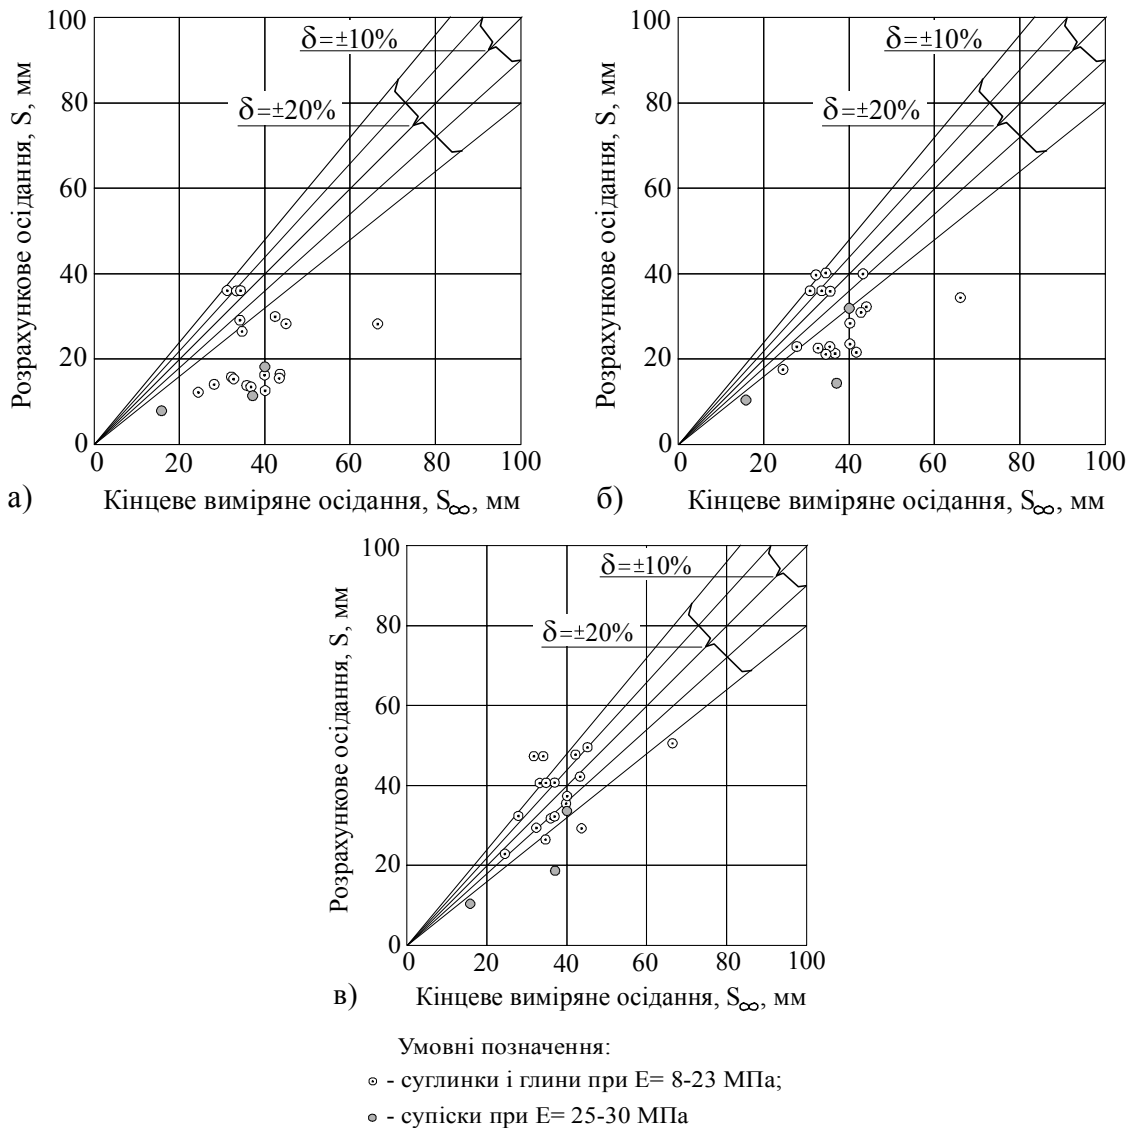 100
80
60
40
20
0
0 20 40 60 80 100
δ=±10%
δ=±20%
Розрахункове осідання, S, мм
Кінцеве виміряне осідання, S∞, мм
а)
100
80
60
40
20
0
0 20 40 60 80 100
δ=±10%
δ=±20%
Розрахункове осідання, S, мм
Кінцеве виміряне осідання, S∞, мм
б)
100
80
60
40
20
0
0 20 40 60 80 100
δ=±10%
δ=±20%
Розрахункове осідання, S, мм
Кінцеве виміряне осідання, S∞, мм
в)
Умовні позначення:
- суглинки і глини при E= 8-23 МПа;
- супіски при E= 25-30 МПа